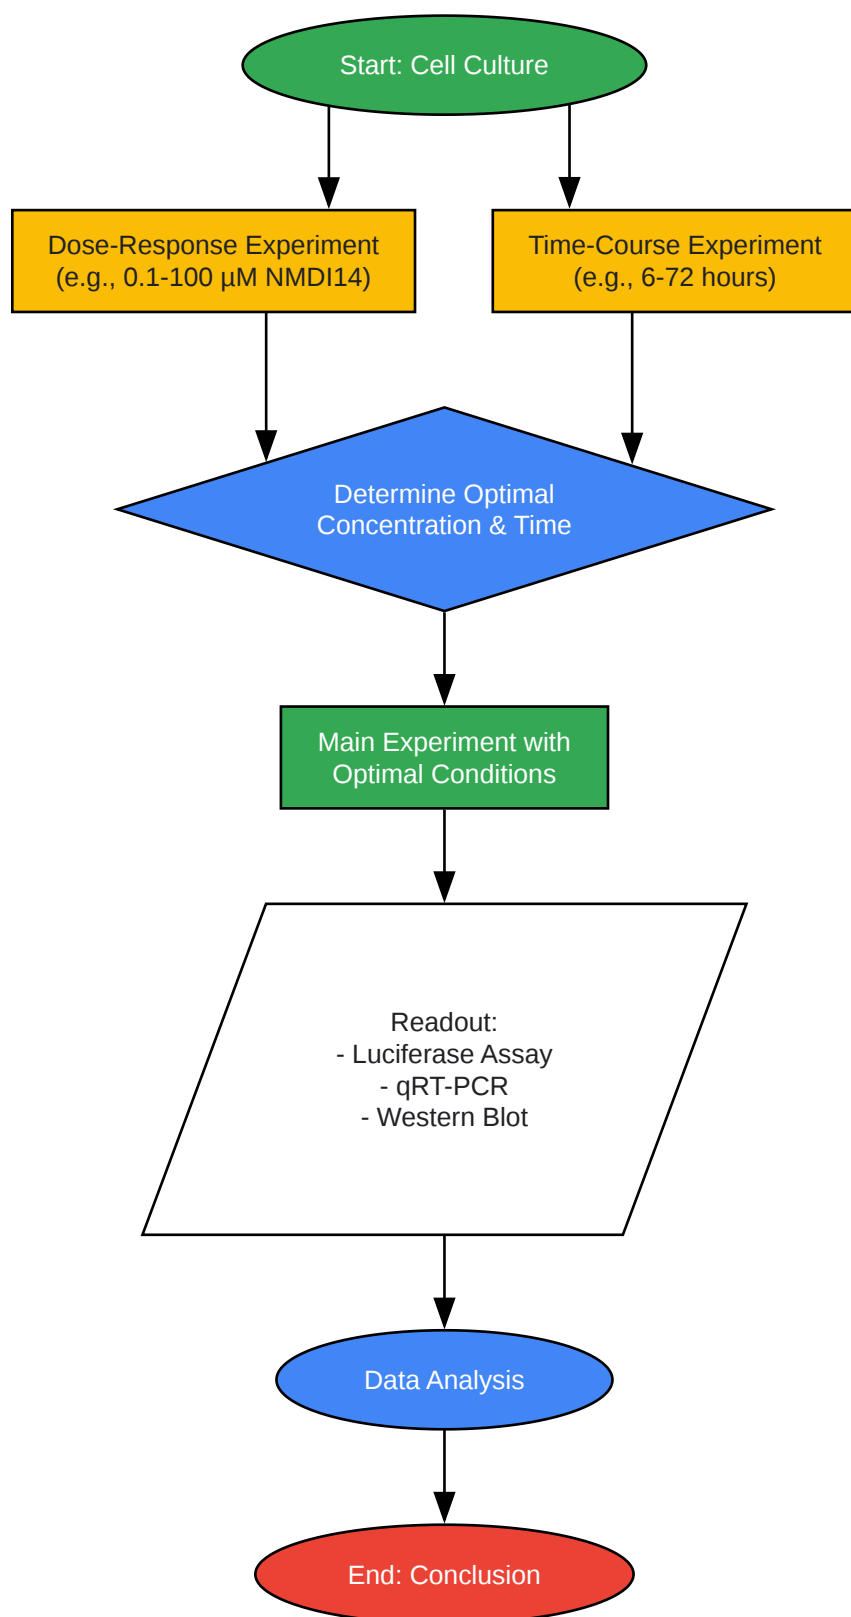 Start: Cell Culture
Dose-Response Experiment
(e.g., 0.1-100 µM NMDI14)
Time-Course Experiment
(e.g., 6-72 hours)
Determine Optimal
Concentration & Time
Main Experiment with
Optimal Conditions
Readout:
- Luciferase Assay
- qRT-PCR
- Western Blot
Data Analysis
End: Conclusion